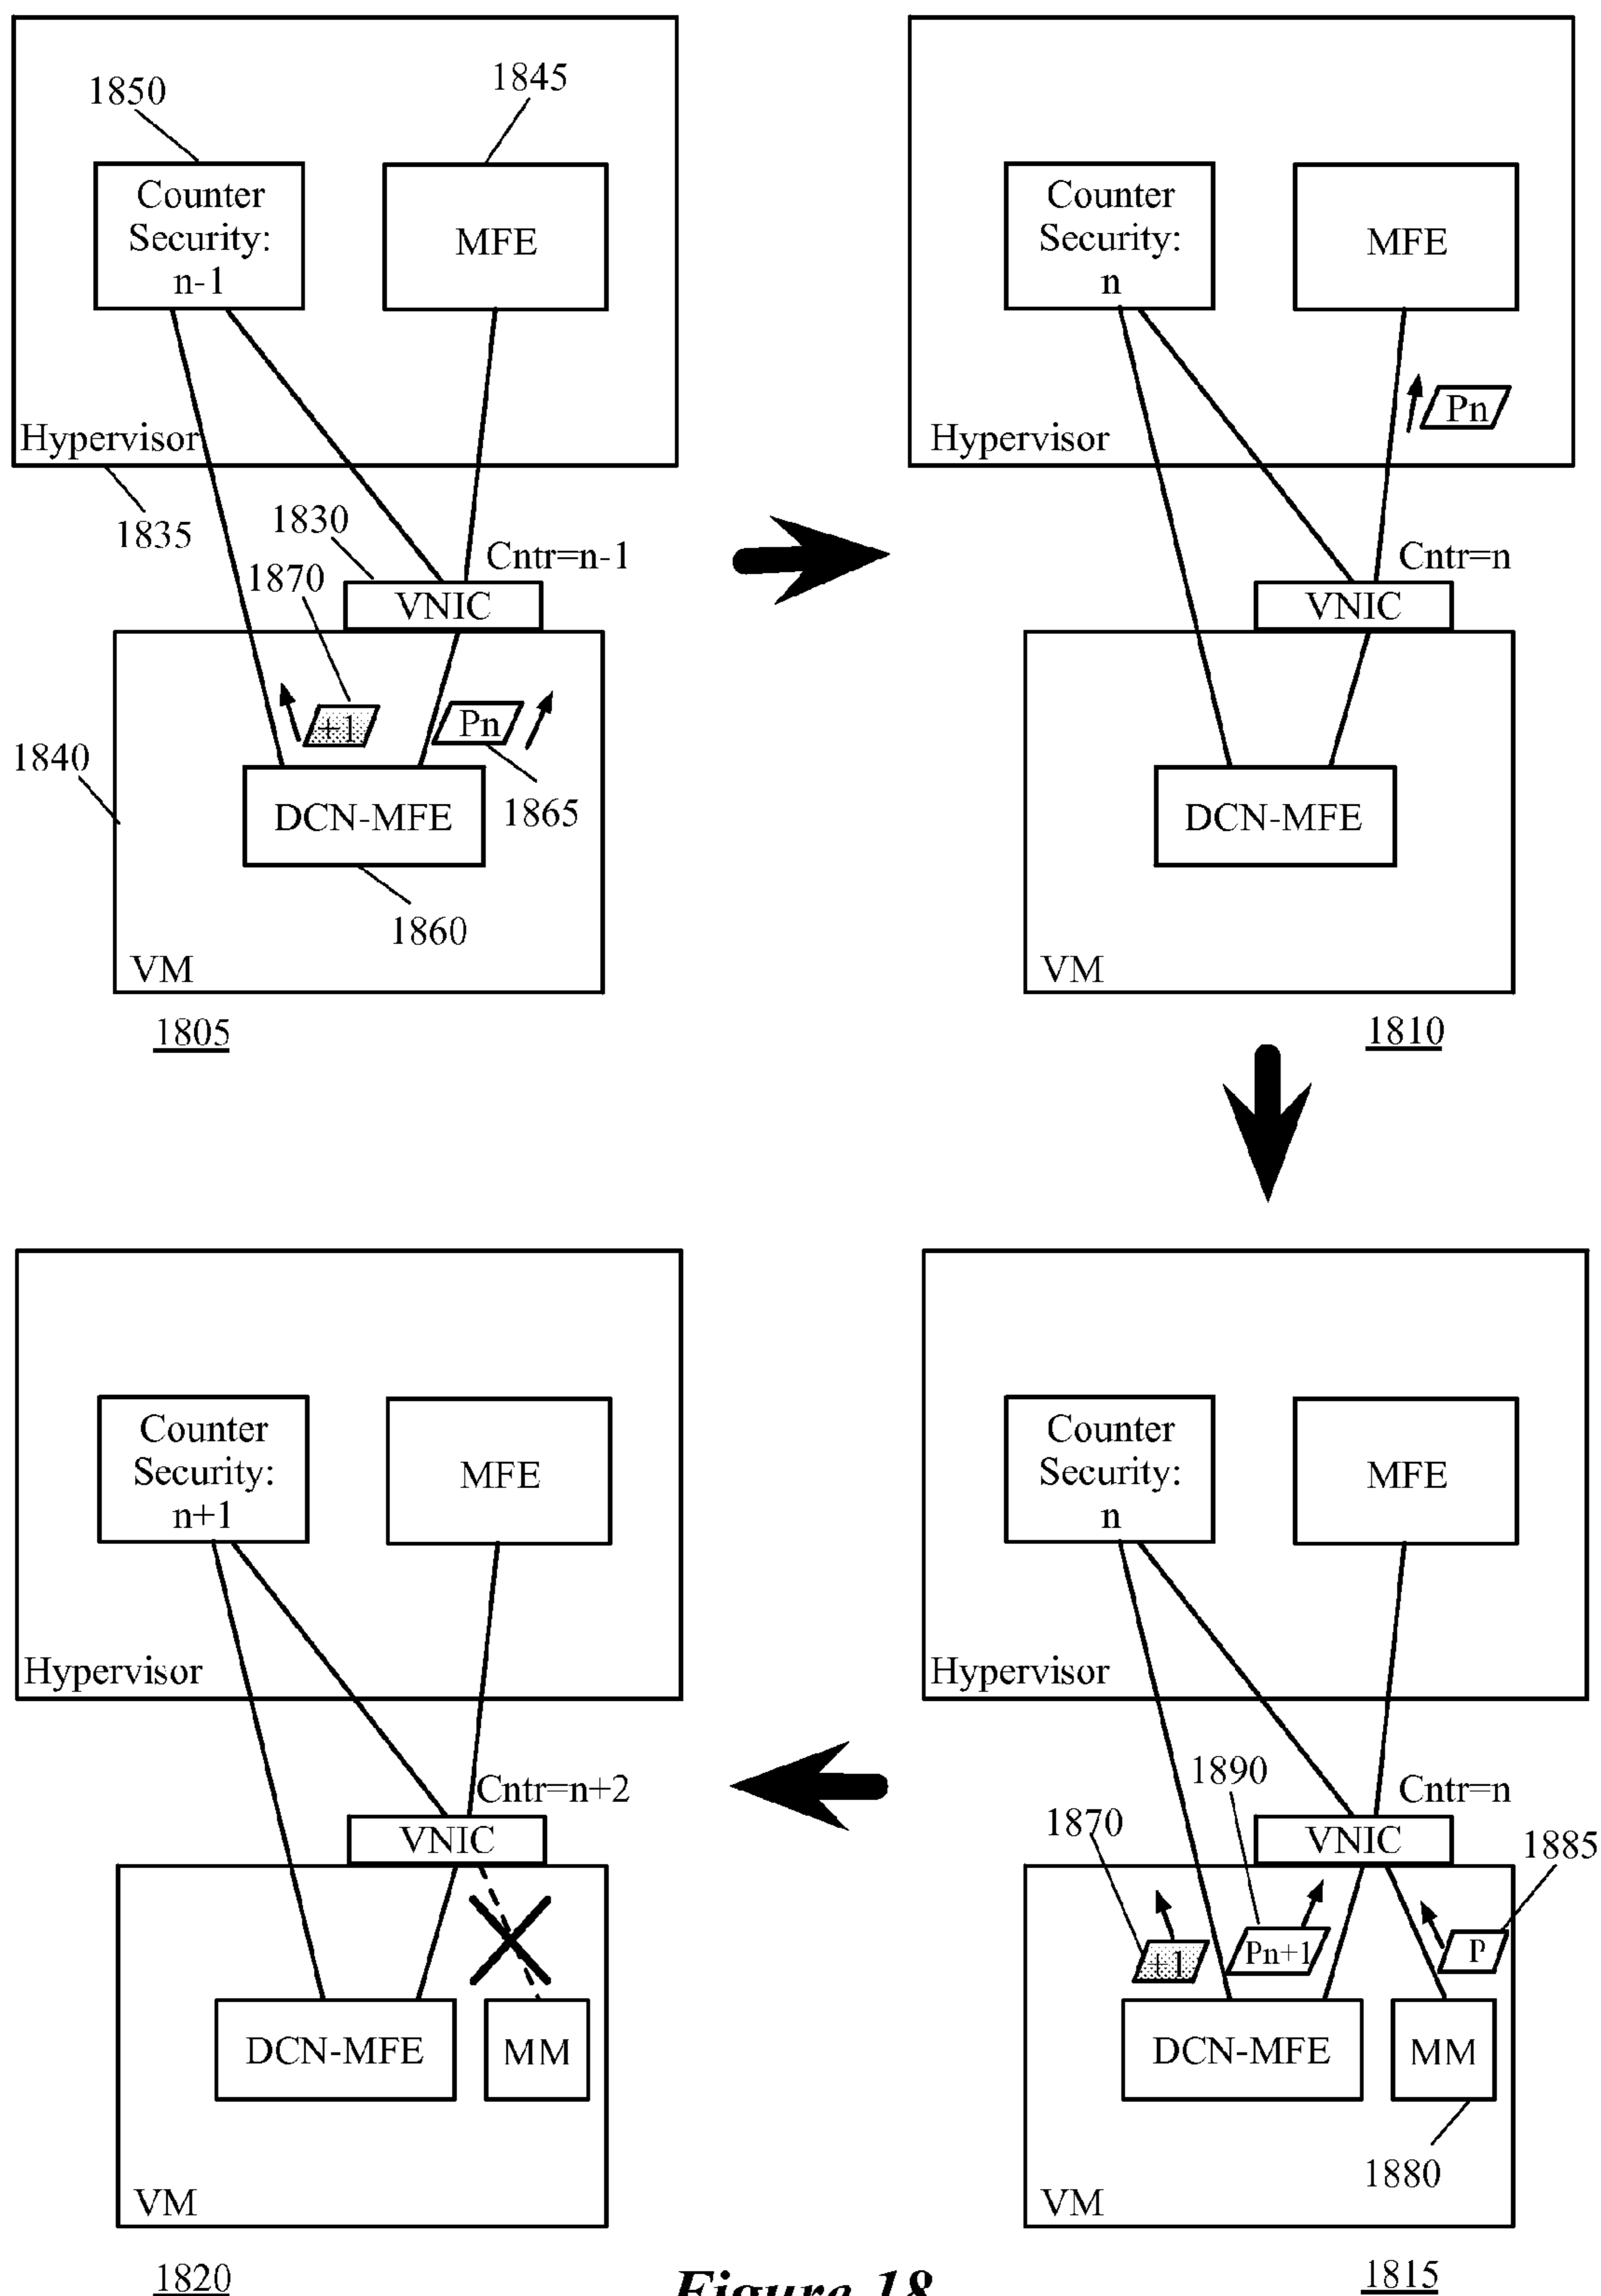 1850
1845
Counter
Security:
n-1
MFE
Hypervisor
1835
1830
Cntr=n-1
1870
VNIC
+1
Pn
1840
DCN-MFE
1865
1860
VM
1805
Counter
Security:
n
MFE
Pn
Hypervisor
Cntr=n
VNIC
DCN-MFE
VM
1810
Counter
Security:
n
MFE
Hypervisor
1890
Cntr=n
1870
VNIC
1885
+1
Pn+1
P
DCN-MFE
MM
1880
VM
1815
Counter
Security:
n+1
MFE
Hypervisor
Cntr=n+2
VNIC
DCN-MFE
MM
VM
1820
Figure 18